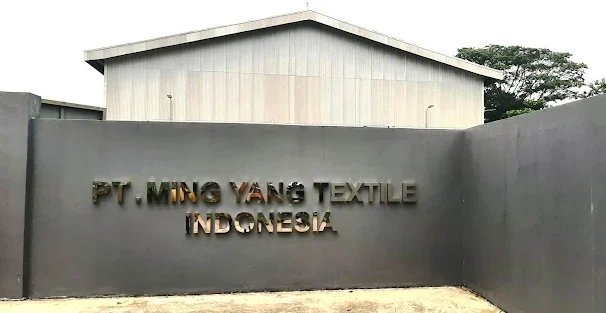 PT. MING YANG TEXTILE
INDONESIA